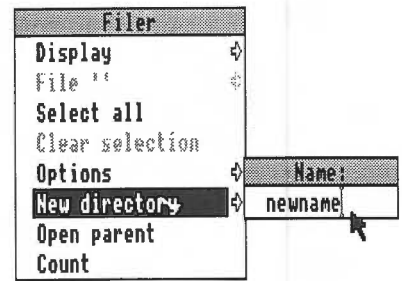 Filer
Display
File ''
Select all
Clear selection
Options
New directory
Open parent
Count
Name:
newname